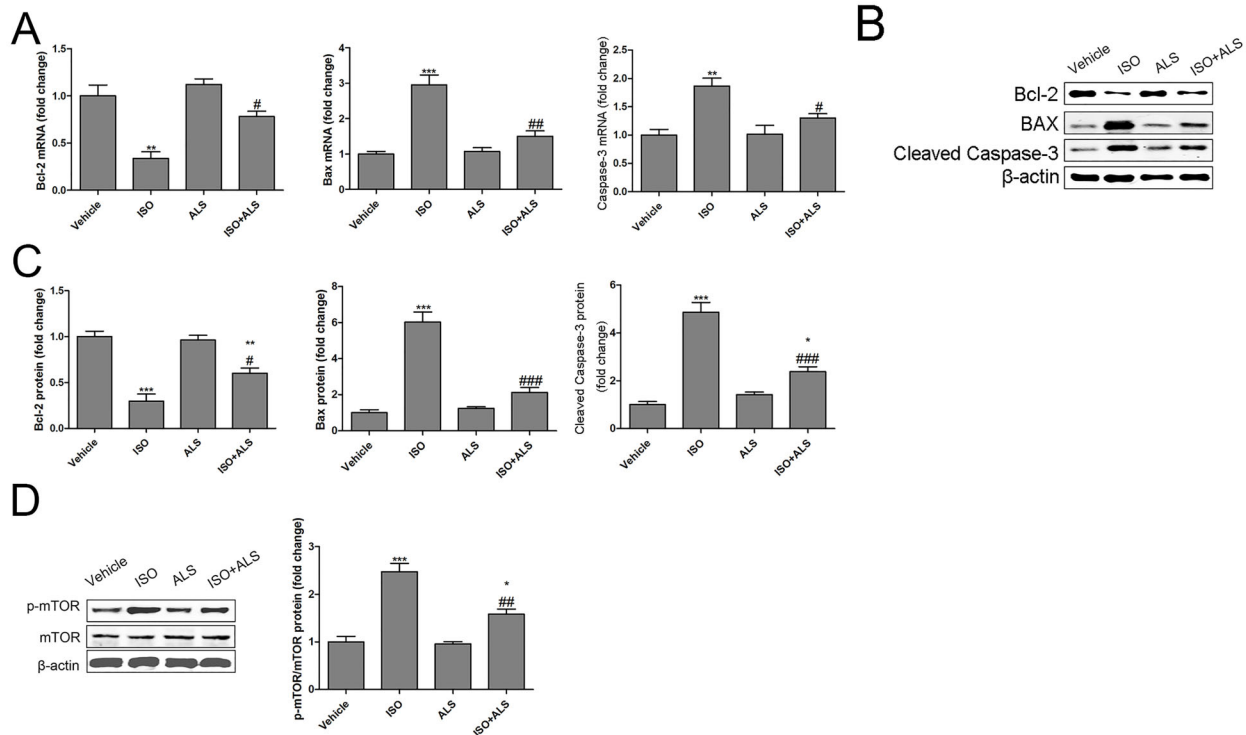 A
Bcl-2 mRNA (fold change)
1.5
1.0
0.5
0.0
**
#
Vehicle
ISO
ALS
ISO+ALS
Bax mRNA (fold change)
4
3
2
1
0
***
##
Vehicle
ISO
ALS
ISO+ALS
Caspase-3 mRNA (fold change)
2.5
2.0
1.5
1.0
0.5
0.0
**
#
Vehicle
ISO
ALS
ISO+ALS
B
Vehicle
ISO
ALS
ISO+ALS
Bcl-2
BAX
Cleaved Caspase-3
β-actin
C
Bcl-2 protein (fold change)
1.5
1.0
0.5
0.0
***
**
#
Vehicle
ISO
ALS
ISO+ALS
Bax protein (fold change)
8
6
4
2
0
***
###
Vehicle
ISO
ALS
ISO+ALS
Cleaved Caspase-3 protein
(fold change)
6
4
2
0
***
*
###
Vehicle
ISO
ALS
ISO+ALS
D
Vehicle
ISO
ALS
ISO+ALS
p-mTOR
mTOR
β-actin
p-mTOR/mTOR protein (fold change)
3
2
1
0
***
*
##
Vehicle
ISO
ALS
ISO+ALS